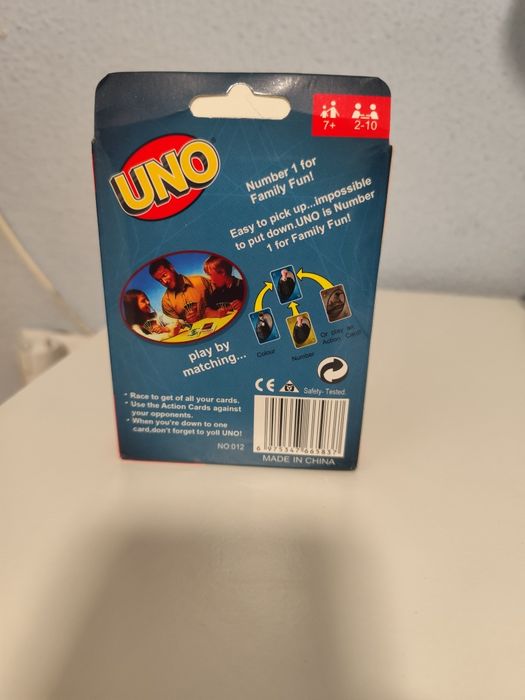 7+ 2-10
UNO
Number 1 for
Family Fun!
Easy to pick up...impossible
to put down.UNO is Number
1 for Family Fun!
play by
matching...
Colour
Number
Or play an
Action Card!
CE
Safety- Tested.
* Race to get of all your cards.
* Use the Action Cards against
your opponents.
* When you're down to one
card,don't forget to yoll UNO!
NO:012
6 975347 665837
MADE IN CHINA